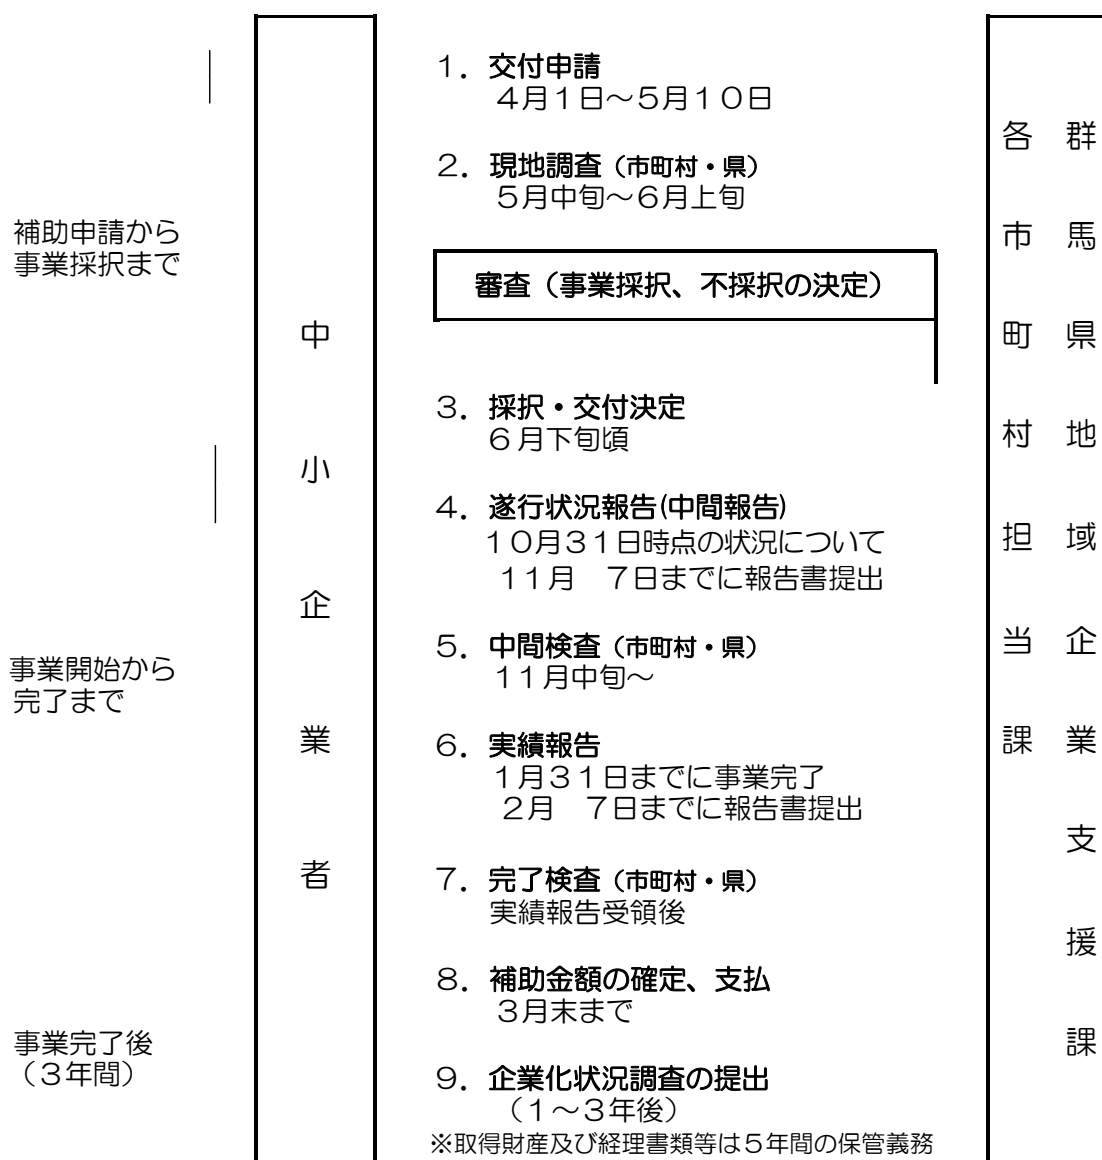 補助申請から
事業採択まで
事業開始から
完了まで
事業完了後
（３年間）
中小企業者
１．交付申請
４月１日～５月１０日
２．現地調査（市町村・県）
５月中旬～６月上旬
審査（事業採択、不採択の決定）
３．採択・交付決定
６月下旬頃
４．遂行状況報告(中間報告)
１０月３１日時点の状況について
１１月　７日までに報告書提出
５．中間検査（市町村・県）
１１月中旬～
６．実績報告
１月３１日までに事業完了
２月　７日までに報告書提出
７．完了検査（市町村・県）
実績報告受領後
８．補助金額の確定、支払
３月末まで
９．企業化状況調査の提出
（１～３年後）
※取得財産及び経理書類等は５年間の保管義務
群馬県地域企業支援課
各市町村担当課